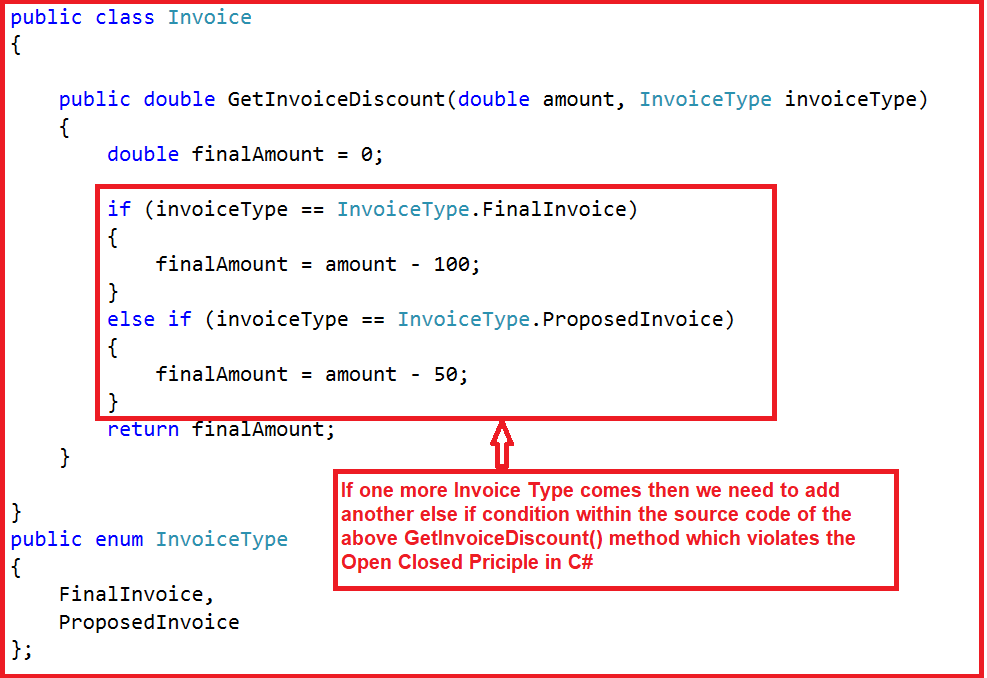 public class Invoice
{
public double GetInvoiceDiscount(double amount, InvoiceType invoiceType)
{
double finalAmount = 0;
if (invoiceType == InvoiceType.FinalInvoice)
{
finalAmount = amount - 100;
}
else if (invoiceType == InvoiceType.ProposedInvoice)
{
finalAmount = amount - 50;
}
return finalAmount;
}
If one more Invoice Type comes then we need to add
another else if condition within the source code of the
above GetInvoiceDiscount() method which violates the
Open Closed Priciple in C#
}
public enum InvoiceType
{
FinalInvoice,
ProposedInvoice
};